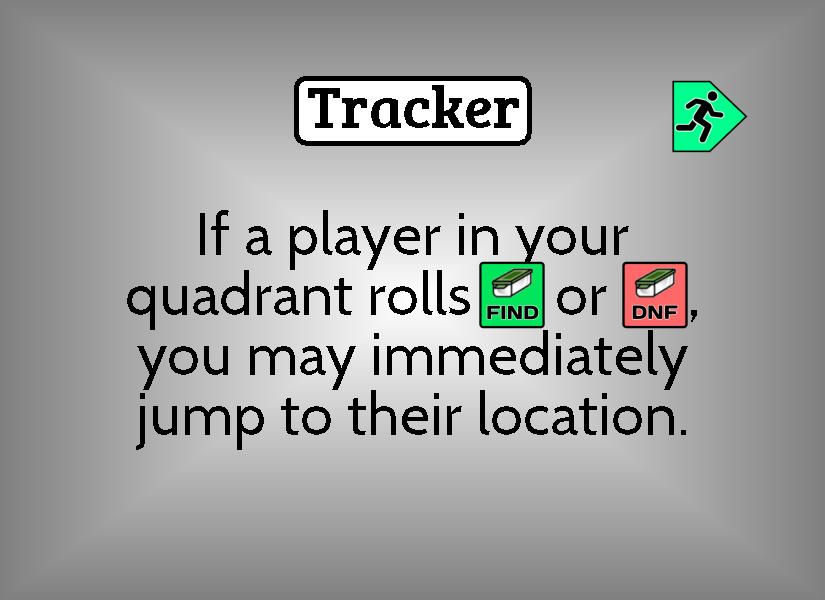 Tracker
If a player in your
quadrant rolls FIND or DNF,
you may immediately
jump to their location.